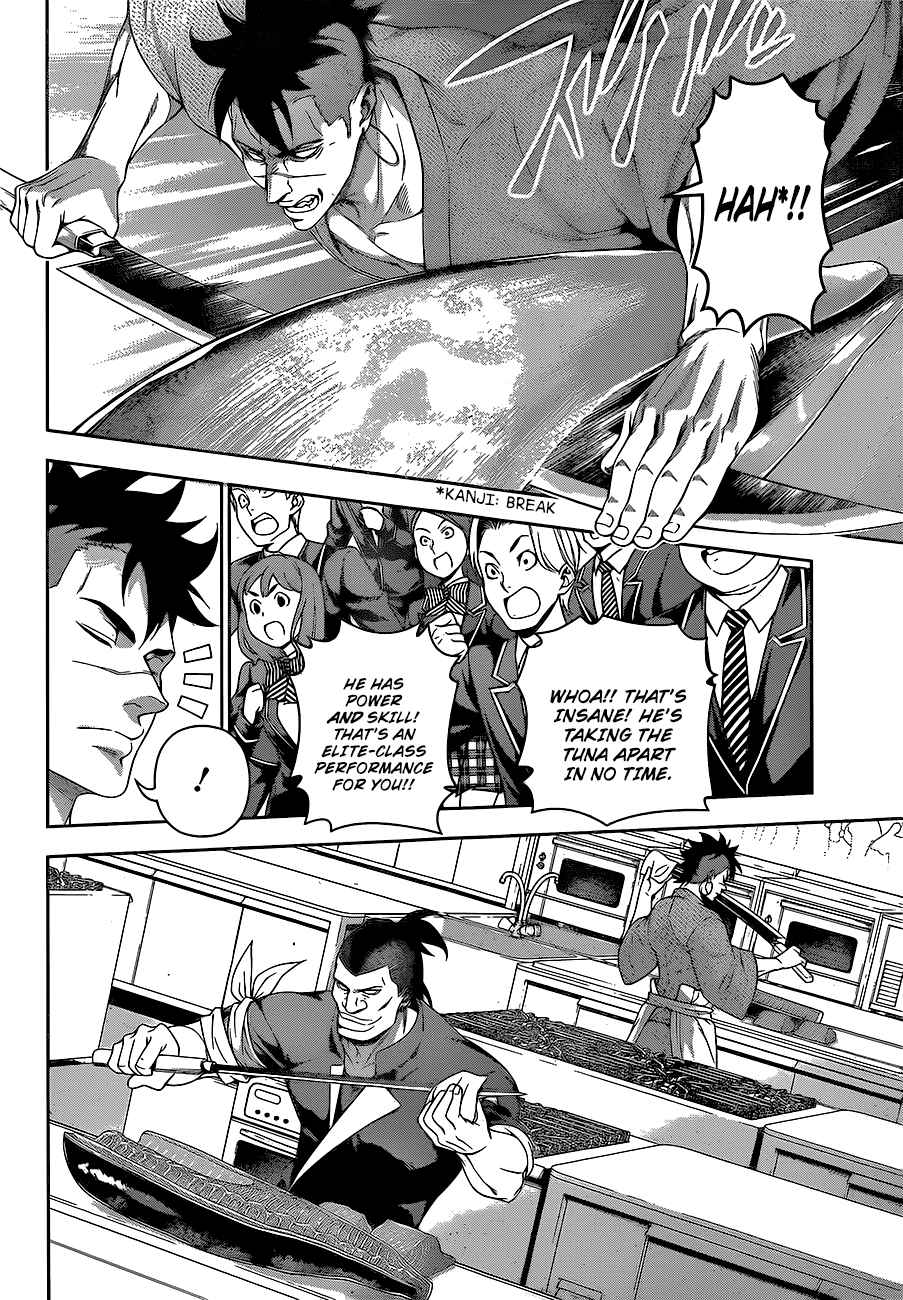 HAH*!!
*KANJI: BREAK
WHOA!! THAT'S
INSANE! HE'S
TAKING THE
TUNA APART
IN NO TIME.
HE HAS
POWER
AND SKILL!
THAT'S AN
ELITE-CLASS
PERFORMANCE
FOR YOU!!
!